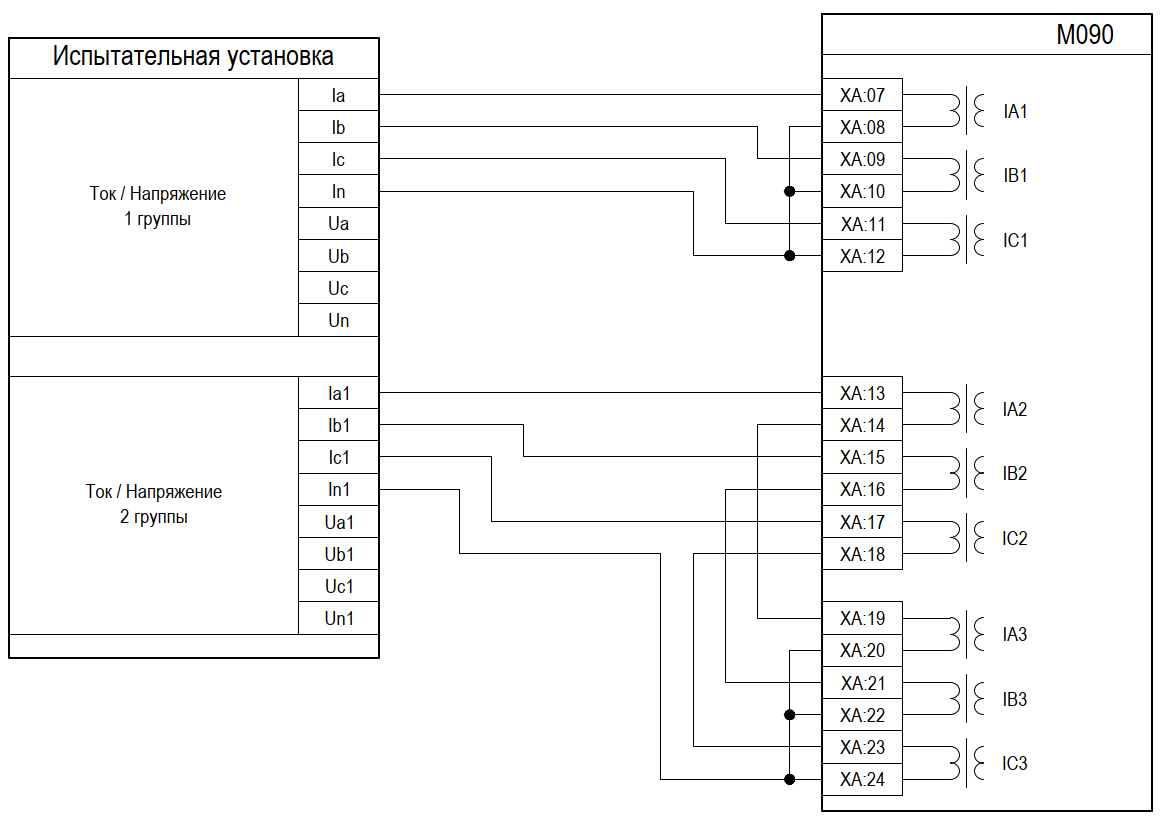 M090
Испытательная установка
Ток / Напряжение
1 группы
Ia
Ib
Ic
In
Ua
Ub
Uc
Un
XA:07
XA:08
XA:09
XA:10
XA:11
XA:12
IA1
IB1
IC1
Ток / Напряжение
2 группы
Ia1
Ib1
Ic1
In1
Ua1
Ub1
Uc1
Un1
XA:13
XA:14
XA:15
XA:16
XA:17
XA:18
IA2
IB2
IC2
XA:19
XA:20
XA:21
XA:22
XA:23
XA:24
IA3
IB3
IC3